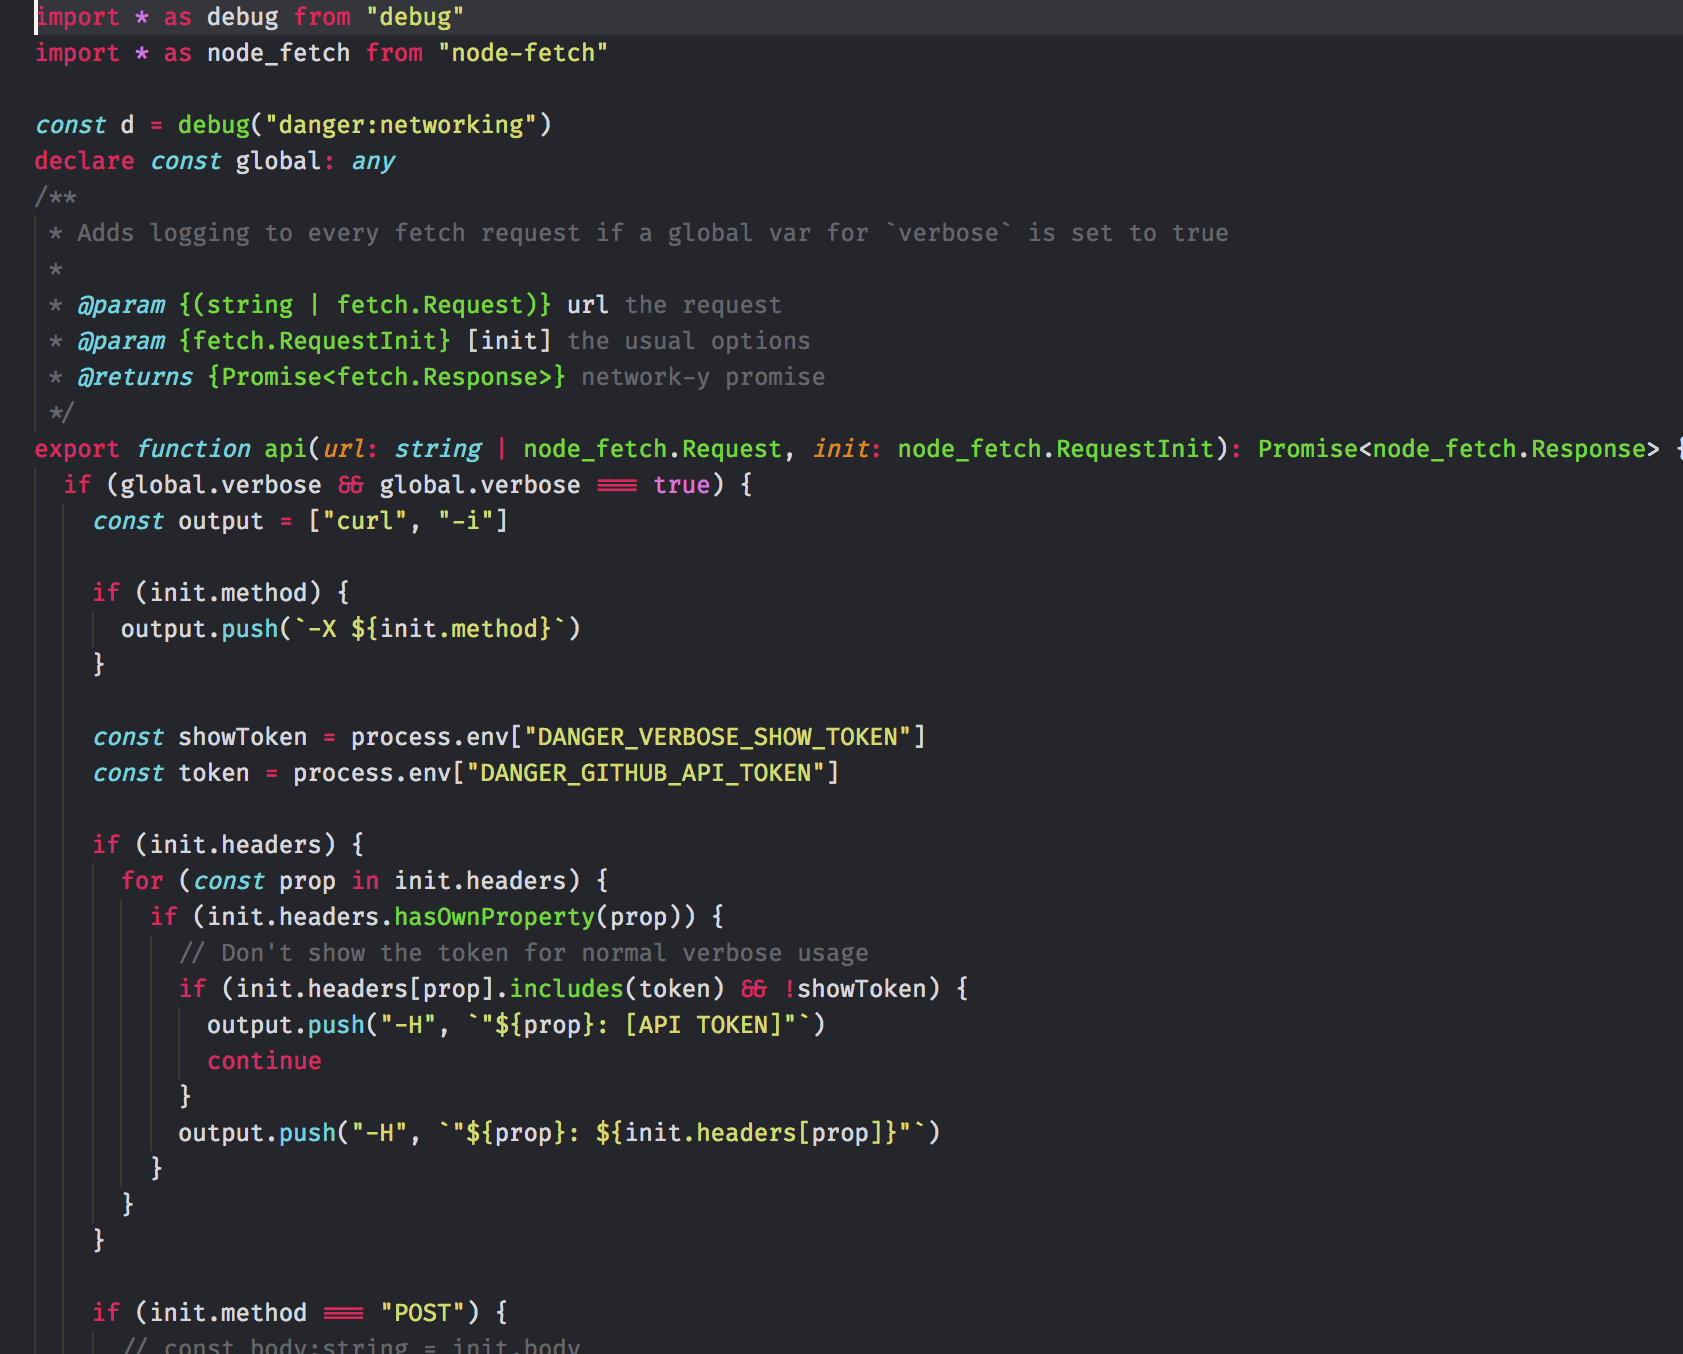 import * as debug from "debug"
import * as node_fetch from "node-fetch"

const d = debug("danger:networking")
declare const global: any
/**
 * Adds logging to every fetch request if a global var for `verbose` is set to true
 *
 * @param {(string | fetch.Request)} url the request
 * @param {fetch.RequestInit} [init] the usual options
 * @returns {Promise<fetch.Response>} network-y promise
 */
export function api(url: string | node_fetch.Request, init: node_fetch.RequestInit): Promise<node_fetch.Response> {
  if (global.verbose && global.verbose === true) {
    const output = ["curl", "-i"]

    if (init.method) {
      output.push(`-X ${init.method}`)
    }

    const showToken = process.env["DANGER_VERBOSE_SHOW_TOKEN"]
    const token = process.env["DANGER_GITHUB_API_TOKEN"]

    if (init.headers) {
      for (const prop in init.headers) {
        if (init.headers.hasOwnProperty(prop)) {
          // Don't show the token for normal verbose usage
          if (init.headers[prop].includes(token) && !showToken) {
            output.push("-H", `"${prop}: [API TOKEN]"`)
            continue
          }
          output.push("-H", `"${prop}: ${init.headers[prop]}"`)
        }
      }
    }

    if (init.method === "POST") {
      // const body:string = init.body